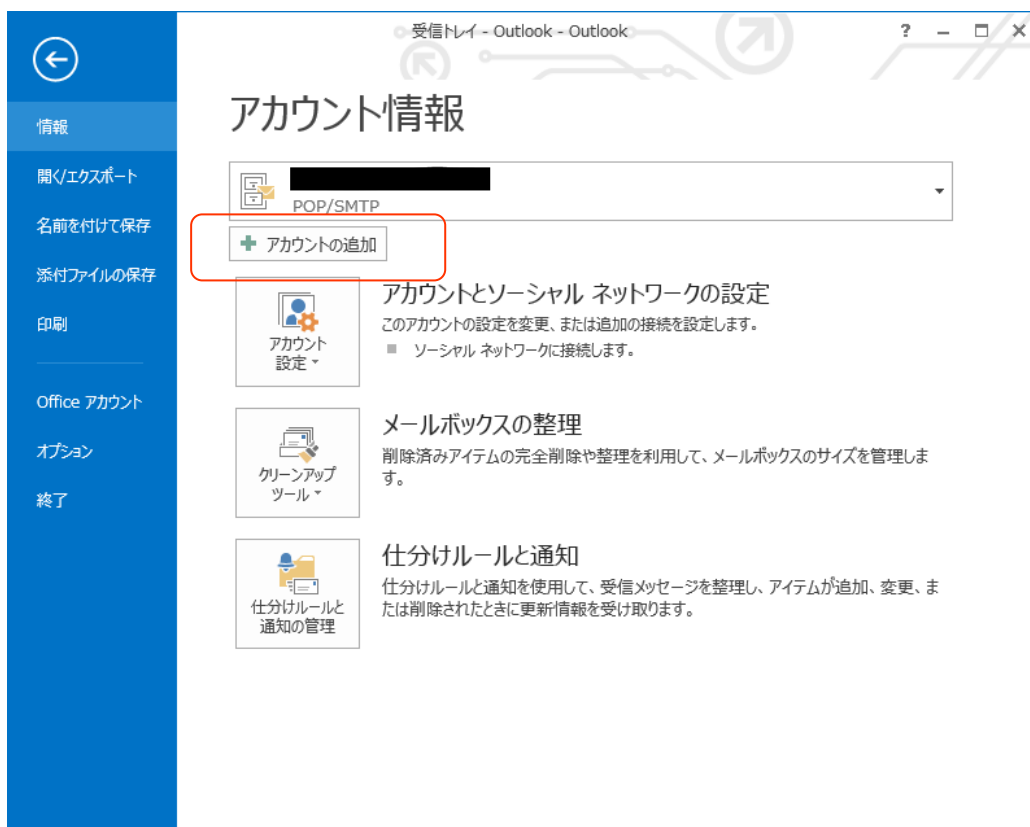 受信トレイ - Outlook - Outlook
?
アカウント情報
情報
開く/エクスポート
名前を付けて保存
添付ファイルの保存
印刷
Office アカウント
オプション
終了
POP/SMTP
アカウントの追加
アカウント
設定
アカウントとソーシャル ネットワークの設定
このアカウントの設定を変更、または追加の接続を設定します。
ソーシャル ネットワークに接続します。
クリーンアップ
ツール
メールボックスの整理
削除済みアイテムの完全削除や整理を利用して、メールボックスのサイズを管理しま
す。
仕分けルールと
通知の管理
仕分けルールと通知
仕分けルールと通知を使用して、受信メッセージを整理し、アイテムが追加、変更、ま
たは削除されたときに更新情報を受け取ります。